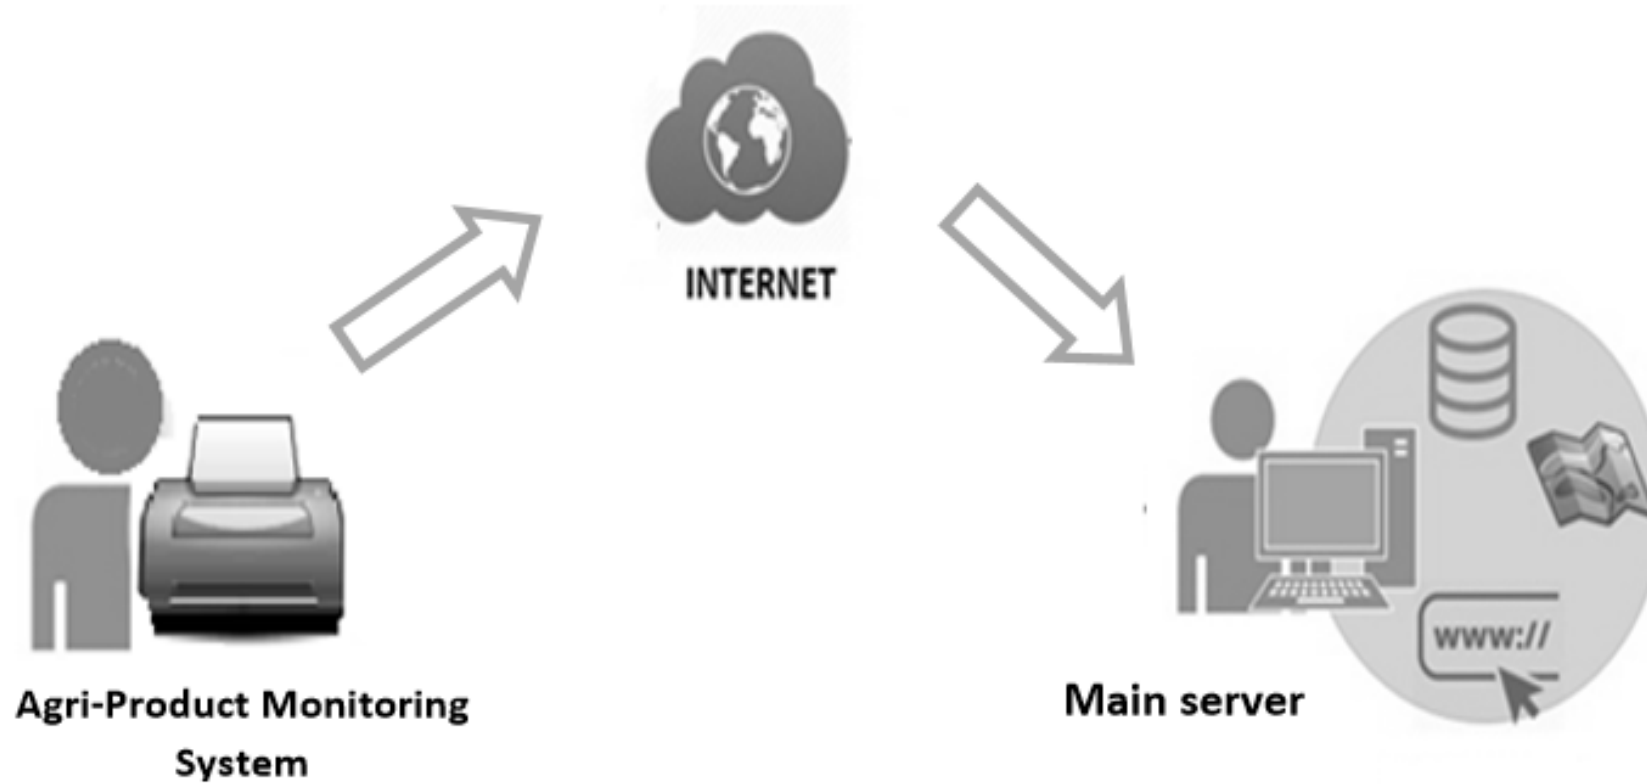 INTERNET
www://
Agri-Product Monitoring
System
Main server